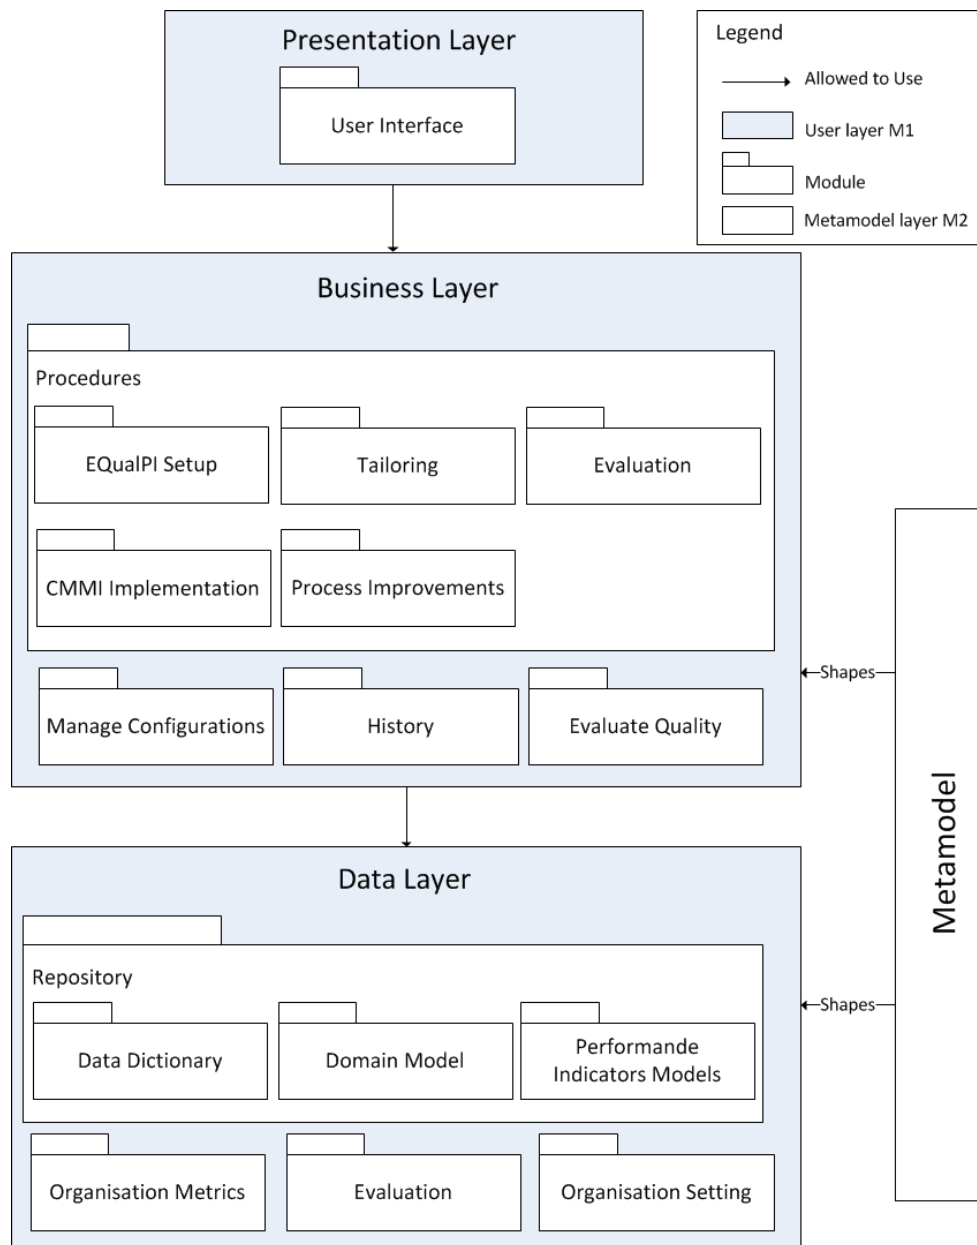 Presentation Layer
User Interface
Legend
Allowed to Use
User layer M1
Module
Metamodel layer M2
Business Layer
Procedures
EQualPI Setup
Tailoring
Evaluation
CMMI Implementation
Process Improvements
Manage Configurations
History
Evaluate Quality
Shapes
Metamodel
Data Layer
Repository
Data Dictionary
Domain Model
Performande
Indicators Models
Shapes
Organisation Metrics
Evaluation
Organisation Setting